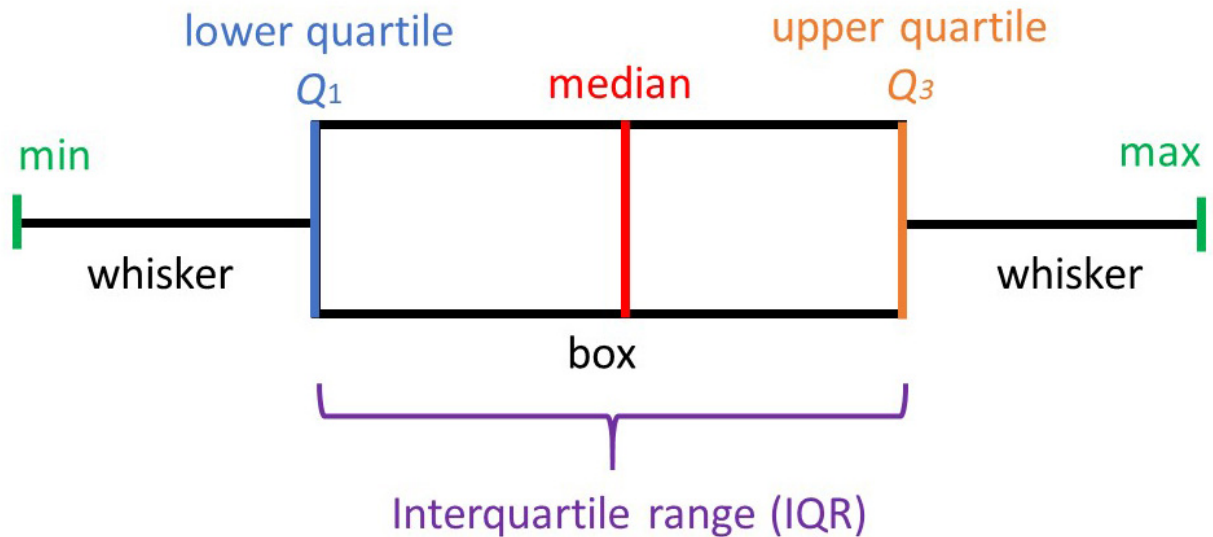 lower quartile
Q1
median
upper quartile
Q3
min
max
whisker
whisker
box
Interquartile range (IQR)